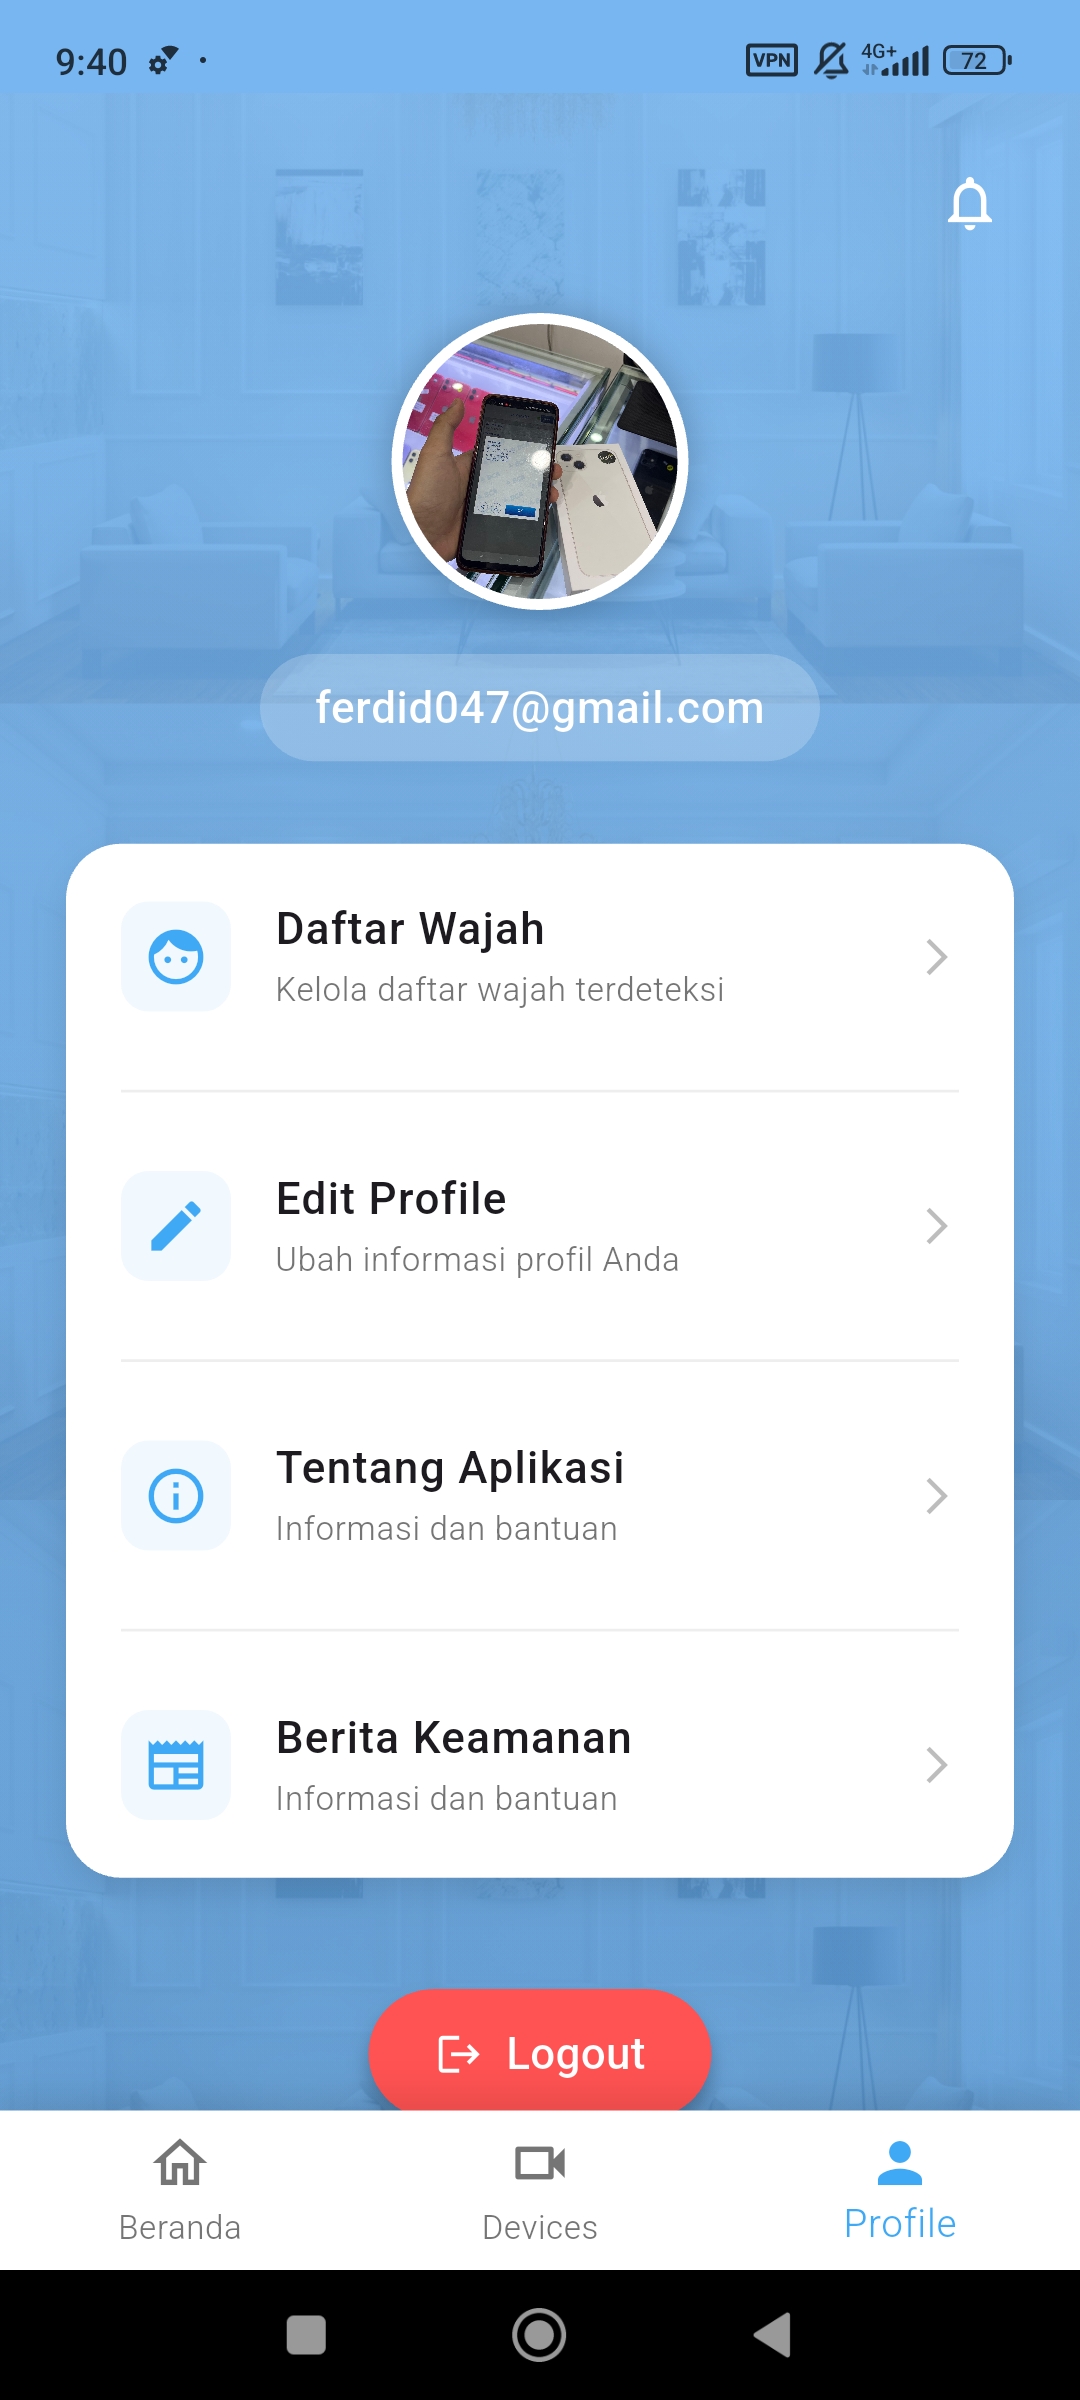 9:40
VPN
4G+
72
ferdid047@gmail.com
Daftar Wajah
Kelola daftar wajah terdeteksi
Edit Profile
Ubah informasi profil Anda
Tentang Aplikasi
Informasi dan bantuan
Berita Keamanan
Informasi dan bantuan
Logout
Beranda
Devices
Profile